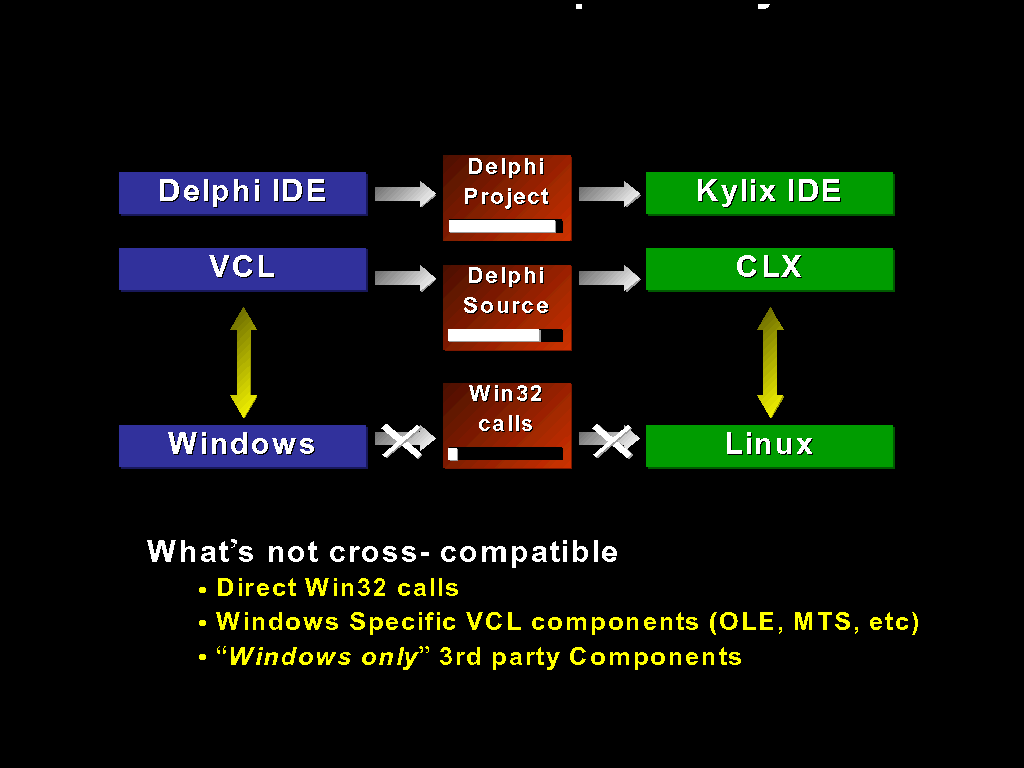 Delphi IDE
Delphi
Project
Kylix IDE
VCL
Delphi
Source
CLX
Windows
Win32
calls
Linux
What’s not cross- compatible
• Direct Win32 calls
• Windows Specific VCL components (OLE, MTS, etc)
• “Windows only” 3rd party Components